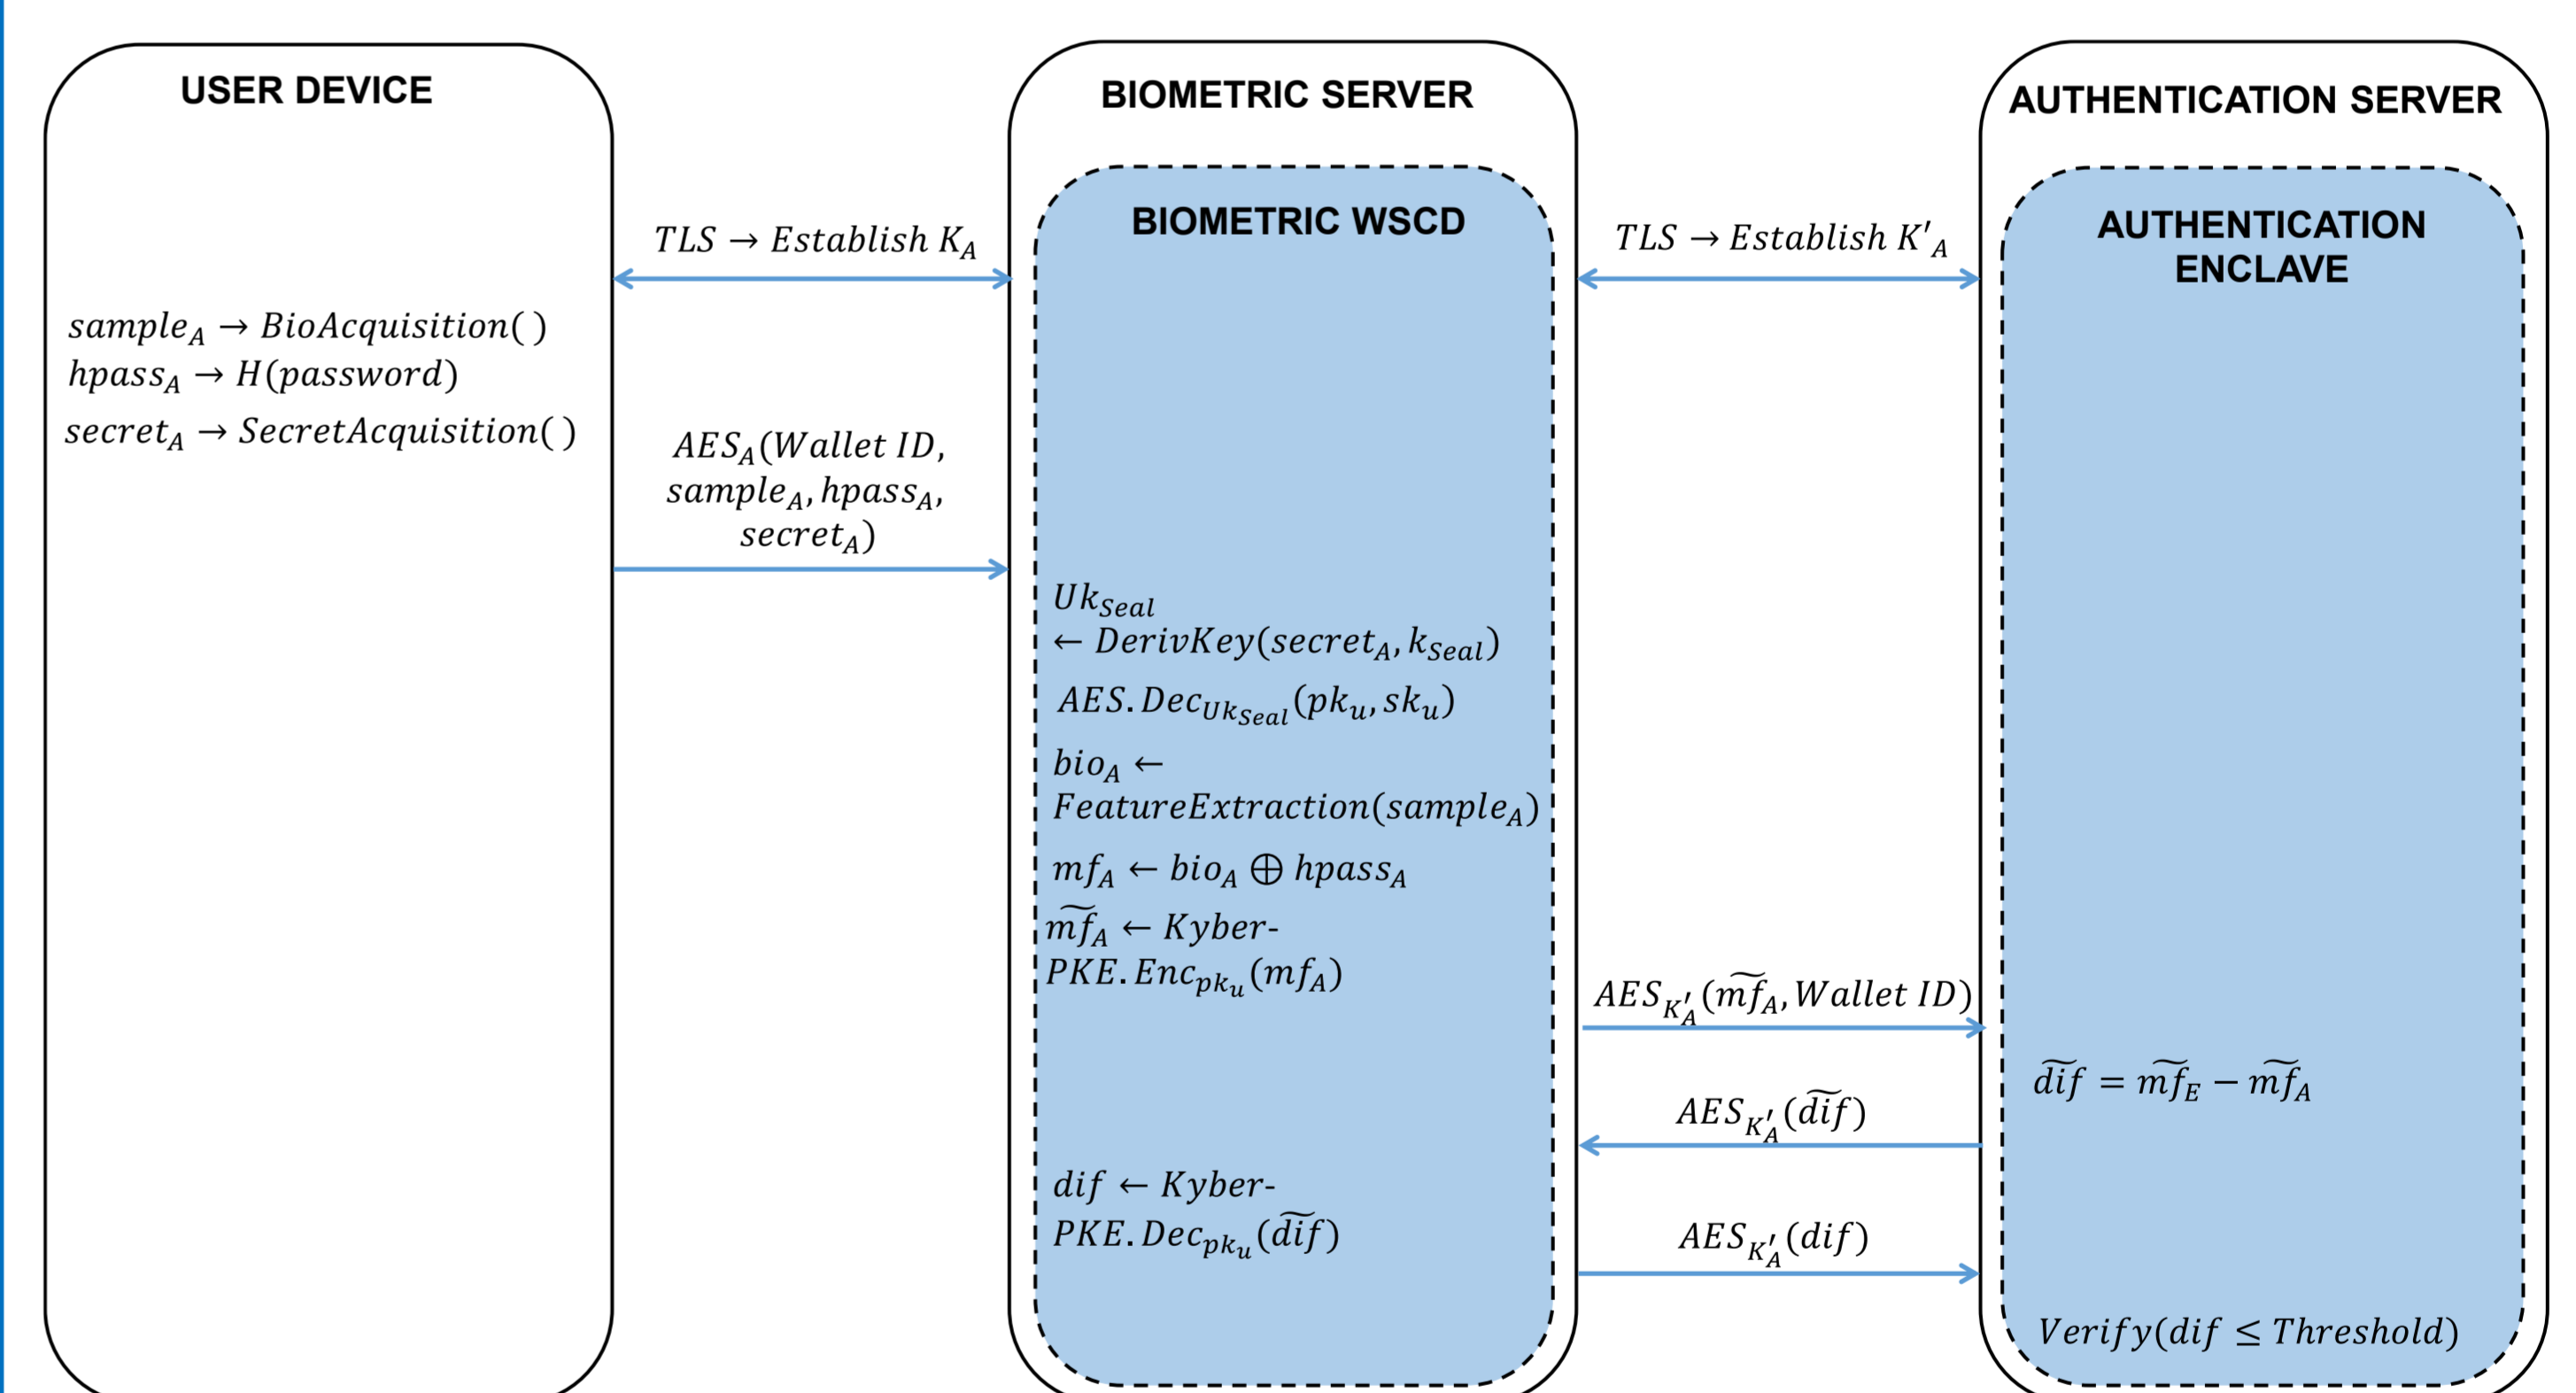 USER DEVICE
sample_A → BioAcquisition( )
hpass_A → H(password)
secret_A → SecretAcquisition( )
TLS → Establish K_A
AES_A(Wallet ID,
sample_A, hpass_A,
secret_A)
BIOMETRIC SERVER
BIOMETRIC WSCD
Uk_Seal
← DerivKey(secret_A, k_Seal)
AES.Dec_{Uk_Seal}(pk_u, sk_u)
bio_A ←
FeatureExtraction(sample_A)
mf_A ← bio_A ⊕ hpass_A
m͠f_A ← Kyber-
PKE.Enc_{pk_u}(mf_A)
dif ← Kyber-
PKE.Dec_{pk_u}(d͠if)
TLS → Establish K'_A
AES_{K'_A}(m͠f_A, Wallet ID)
AES_{K'_A}(d͠if)
AES_{K'_A}(dif)
AUTHENTICATION SERVER
AUTHENTICATION
ENCLAVE
d͠if = m͠f_E − m͠f_A
Verify(dif ≤ Threshold)